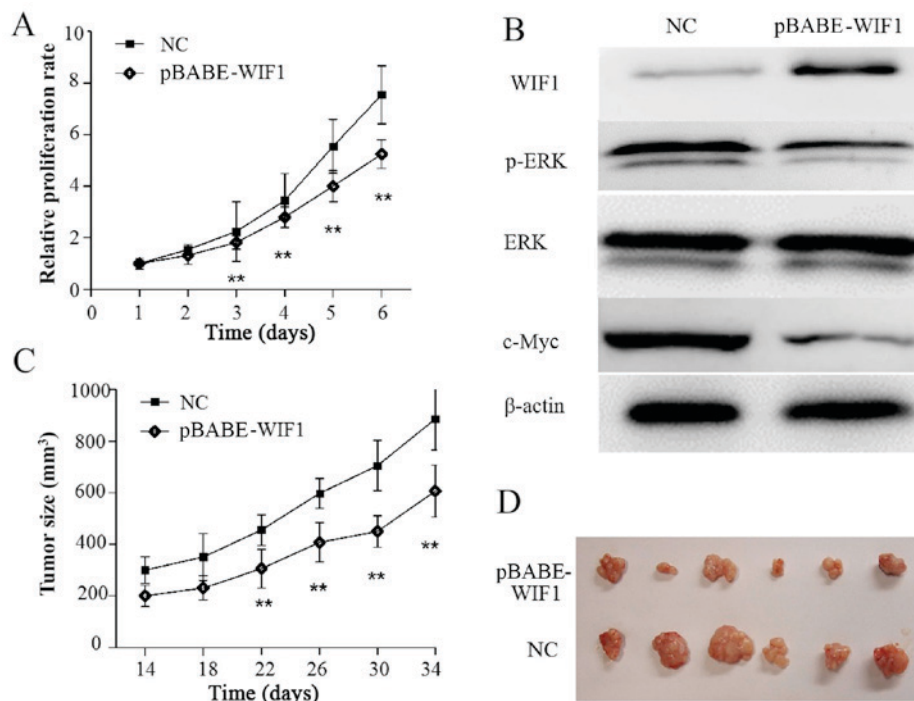 A
NC
pBABE-WIF1
Relative proliferation rate
10
8
6
4
2
0
0 1 2 3 4 5 6
** ** ** **
Time (days)
B
NC pBABE-WIF1
WIF1
p-ERK
ERK
c-Myc
β-actin
C
NC
pBABE-WIF1
Tumor size (mm³)
1000
800
600
400
200
0
14 18 22 26 30 34
** ** ** **
Time (days)
D
pBABE-
WIF1
NC